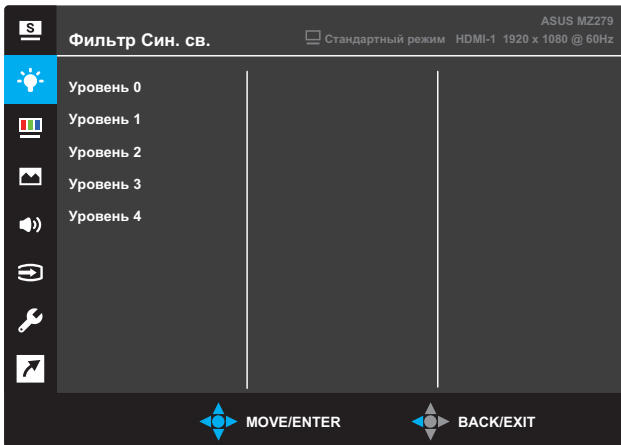 S
ASUS MZ279
Фильтр Син. св.
Стандартный режим HDMI-1 1920 x 1080 @ 60Hz
Уровень 0
Уровень 1
Уровень 2
Уровень 3
Уровень 4
MOVE/ENTER
BACK/EXIT